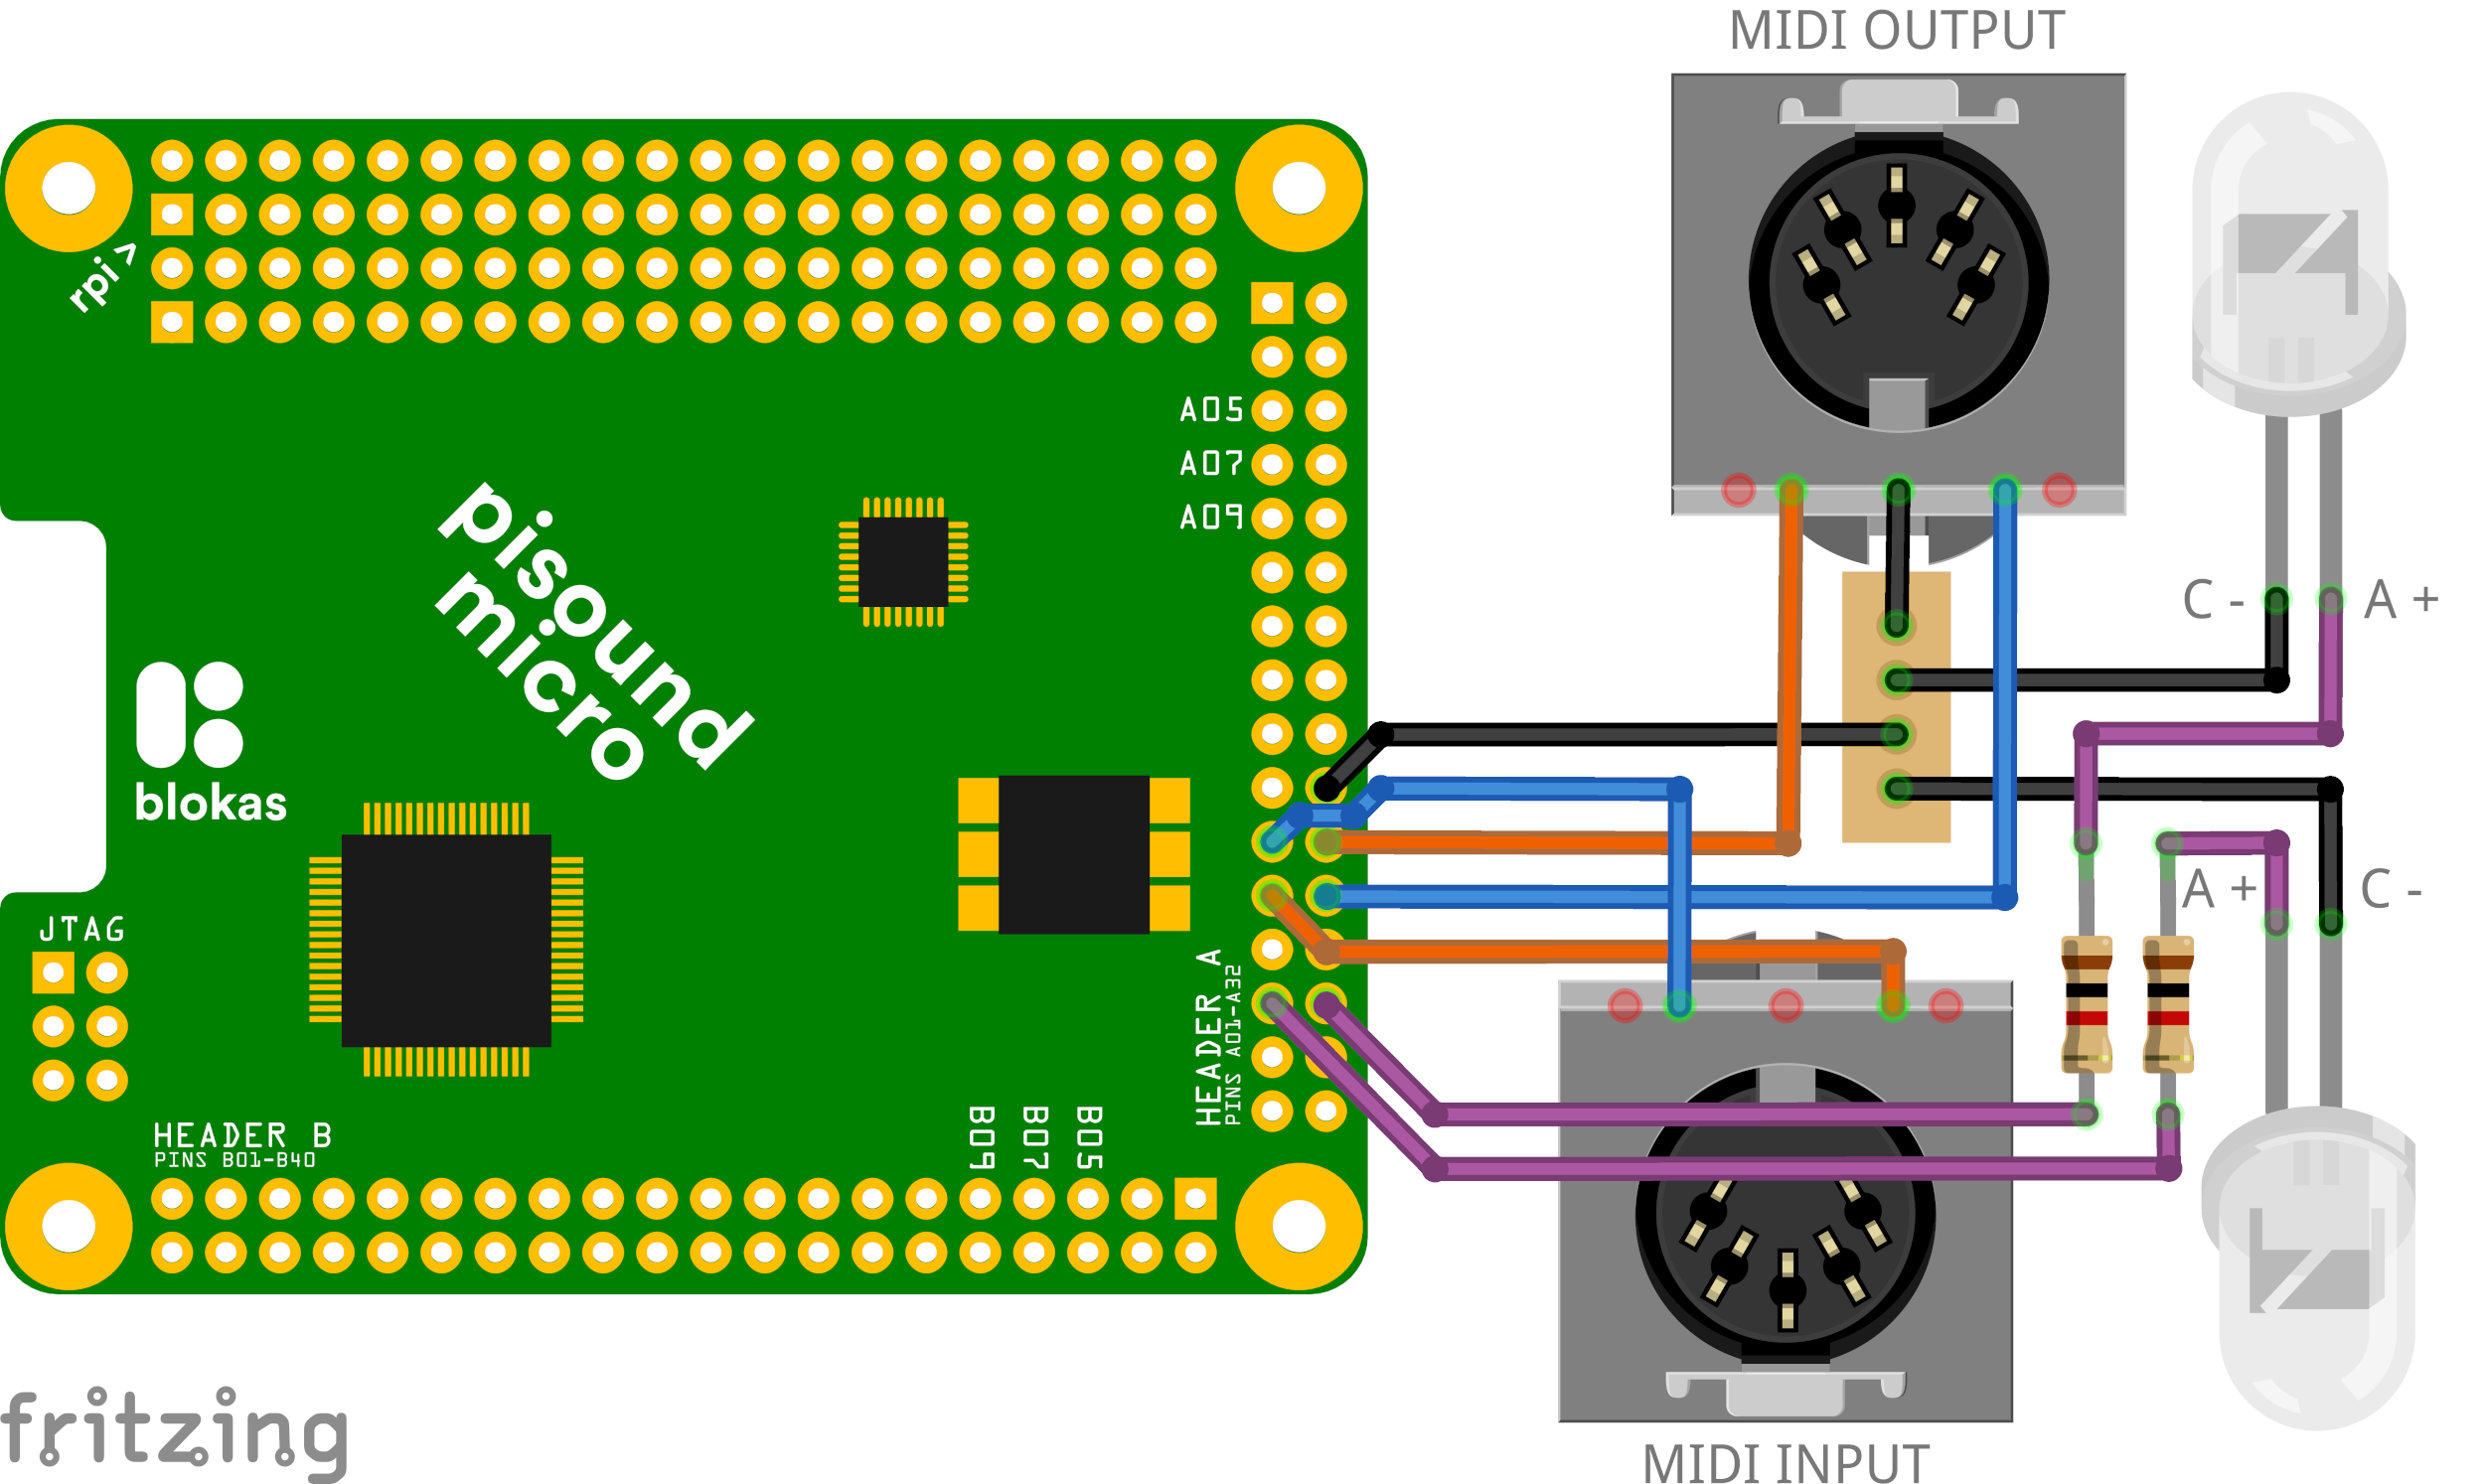 MIDI OUTPUT
rpi >
A05
A07
A09
pisound
micro
blokas
C -
A +
A +
C -
JTAG
HEADER A
PINS A01-A32
HEADER B
PINS B01-B40
B09
B07
B05
fritzing
MIDI INPUT